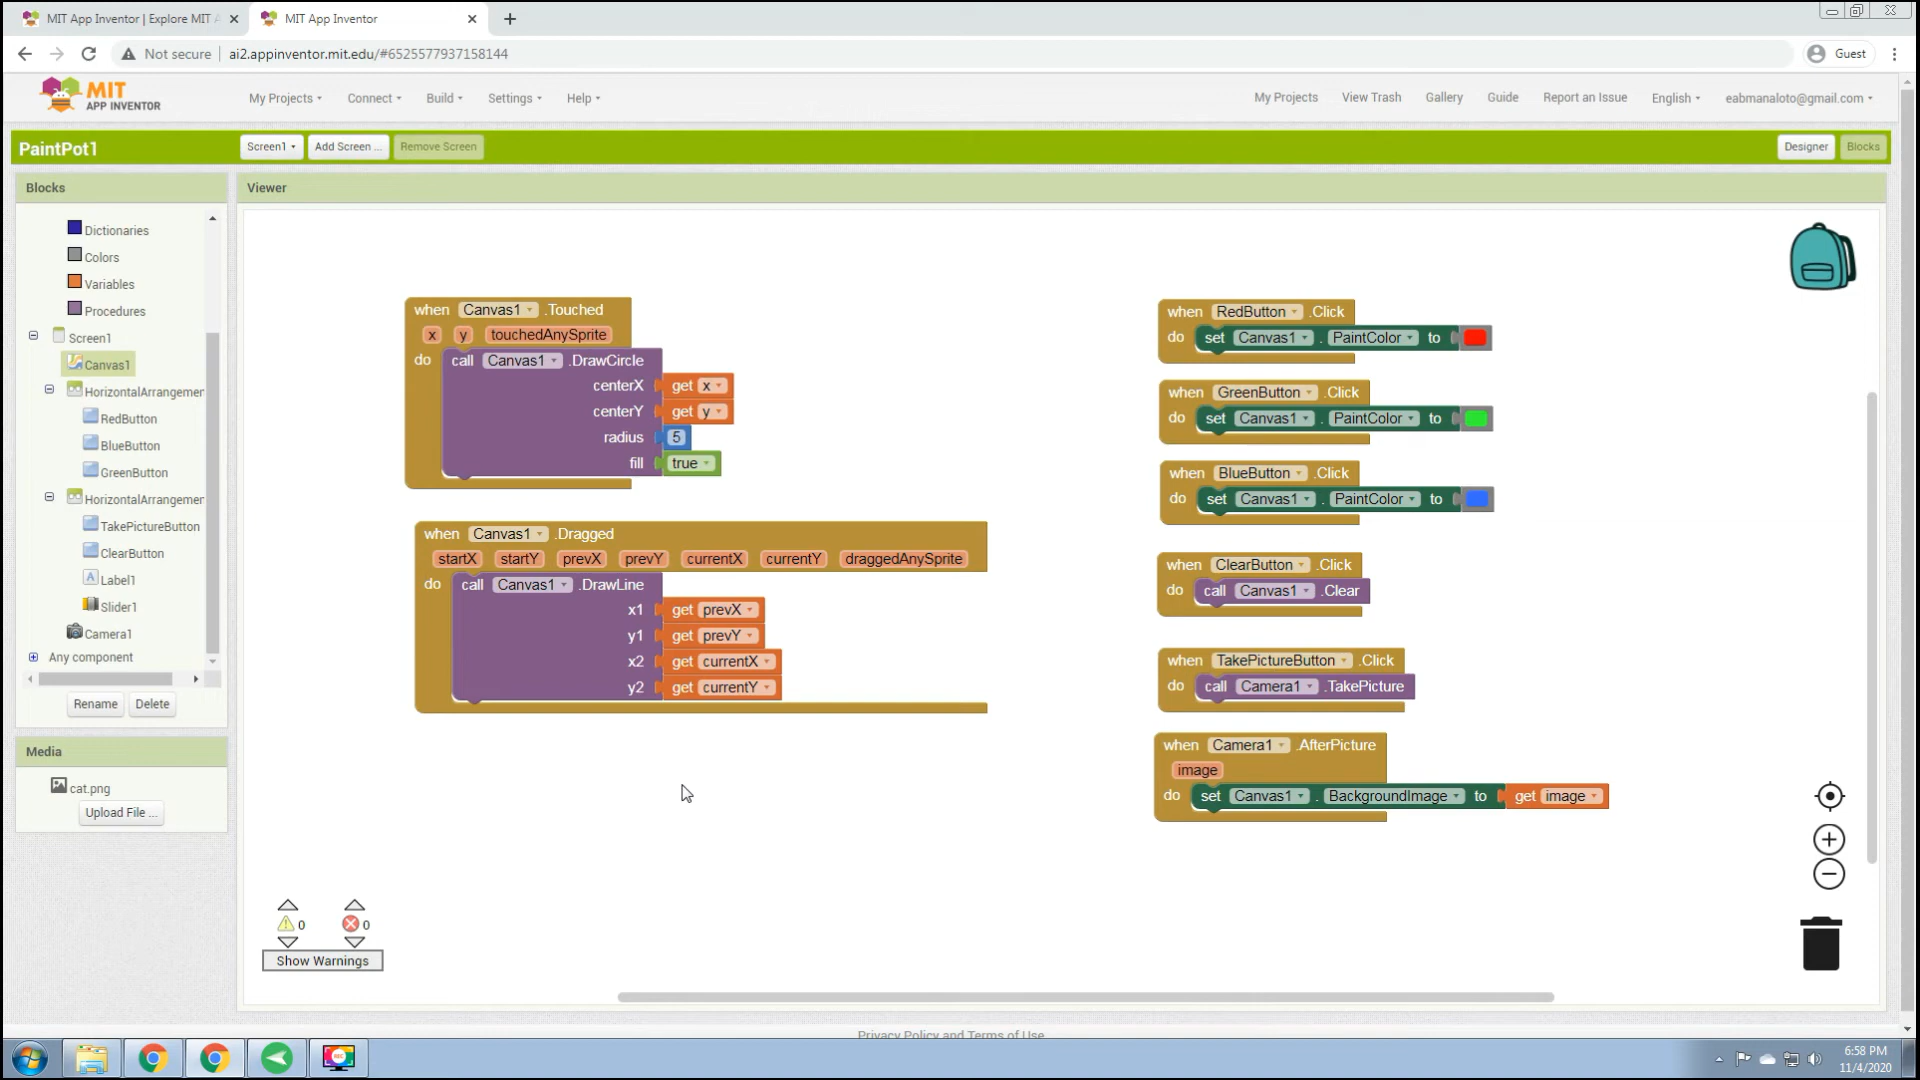 MIT App Inventor | Explore MIT A
MIT App Inventor
Not secure
ai2.appinventor.mit.edu/#6525577937158144
Guest
MIT
APP INVENTOR
My Projects
Connect
Build
Settings
Help
My Projects
View Trash
Gallery
Guide
Report an Issue
English
eabmanaloto@gmail.com
PaintPot1
Screen1
Add Screen ...
Remove Screen
Designer
Blocks
Blocks
Dictionaries
Colors
Variables
Procedures
Screen1
Canvas1
HorizontalArrangemer
RedButton
BlueButton
GreenButton
HorizontalArrangemer
TakePictureButton
ClearButton
A Label1
Slider1
Camera1
Any component
Rename
Delete
Media
cat.png
Upload File ...
Viewer
when Canvas1 .Touched
x y touchedAnySprite
do call Canvas1 .DrawCircle
centerX get x
centerY get y
radius 5
fill true
when Canvas1 .Dragged
startX startY prevX prevY currentX currentY draggedAnySprite
do call Canvas1 .DrawLine
x1 get prevX
y1 get prevY
x2 get currentX
y2 get currentY
when RedButton .Click
do set Canvas1 . PaintColor to
when GreenButton .Click
do set Canvas1 . PaintColor to
when BlueButton .Click
do set Canvas1 . PaintColor to
when ClearButton .Click
do call Canvas1 .Clear
when TakePictureButton .Click
do call Camera1 .TakePicture
when Camera1 .AfterPicture
image
do set Canvas1 . BackgroundImage to get image
0 0
Show Warnings
Privacy Policy and Terms of Use
REC
6:58 PM
11/4/2020